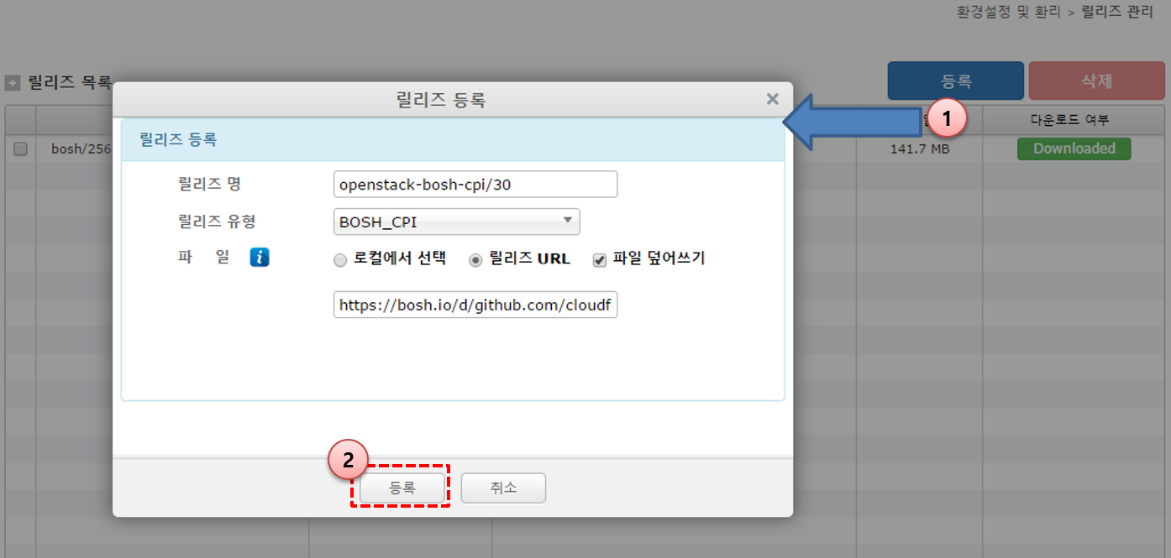 환경설정 및 환리 > 릴리즈 관리
릴리즈 목록
등록 삭제
다운로드 여부
bosh/256 141.7 MB Downloaded
릴리즈 등록
1
릴리즈 등록
릴리즈 명 openstack-bosh-cpi/30
릴리즈 유형 BOSH_CPI
파 일 로컬에서 선택 릴리즈 URL 파일 덮어쓰기
https://bosh.io/d/github.com/cloudf
2
등록 취소